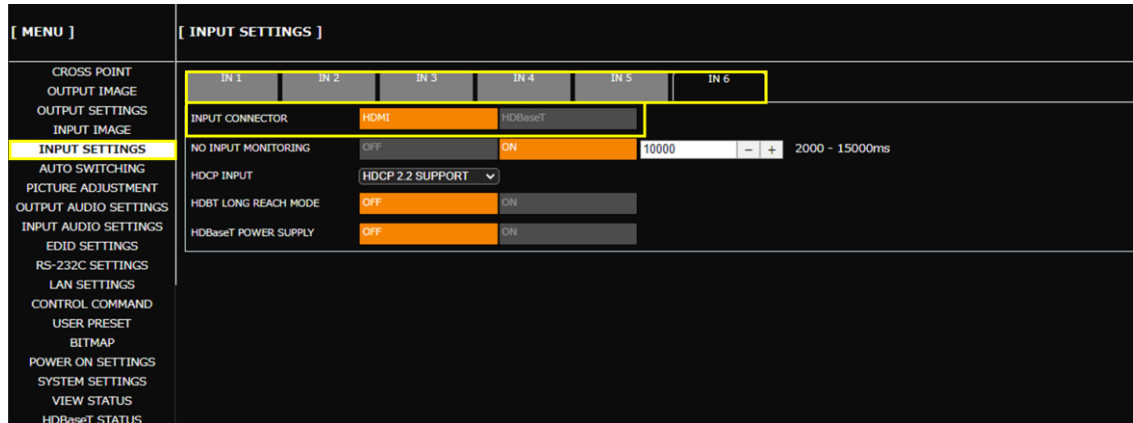 [ MENU ]
CROSS POINT
OUTPUT IMAGE
OUTPUT SETTINGS
INPUT IMAGE
INPUT SETTINGS
AUTO SWITCHING
PICTURE ADJUSTMENT
OUTPUT AUDIO SETTINGS
INPUT AUDIO SETTINGS
EDID SETTINGS
RS-232C SETTINGS
LAN SETTINGS
CONTROL COMMAND
USER PRESET
BITMAP
POWER ON SETTINGS
SYSTEM SETTINGS
VIEW STATUS
HDBaseT STATUS
[ INPUT SETTINGS ]
IN 1 IN 2 IN 3 IN 4 IN 5 IN 6
INPUT CONNECTOR HDMI HDBaseT
NO INPUT MONITORING OFF ON 10000 − + 2000 - 15000ms
HDCP INPUT HDCP 2.2 SUPPORT
HDBT LONG REACH MODE OFF ON
HDBaseT POWER SUPPLY OFF ON